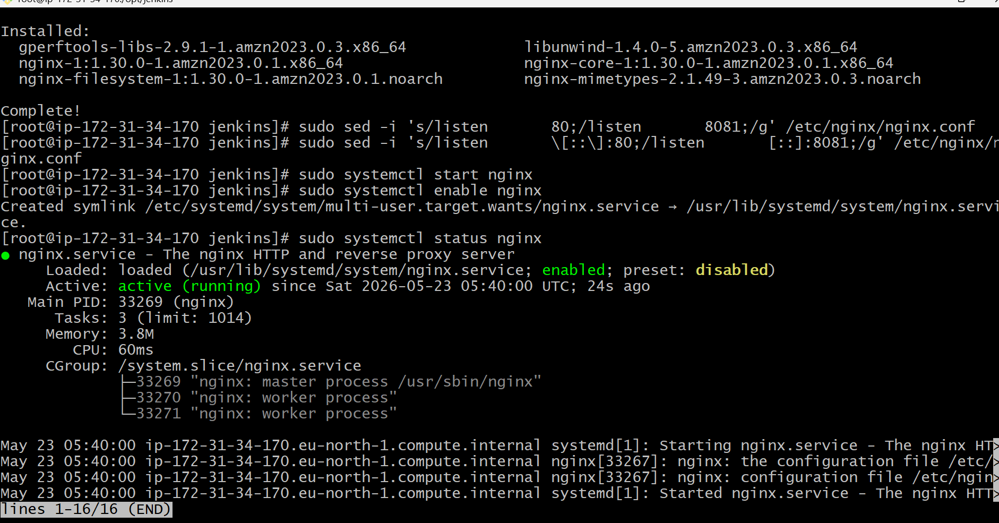 root@ip-172-31-34-170:/opt/jenkins
Installed:
  gperftools-libs-2.9.1-1.amzn2023.0.3.x86_64             libunwind-1.4.0-5.amzn2023.0.3.x86_64
  nginx-1:1.30.0-1.amzn2023.0.1.x86_64                    nginx-core-1:1.30.0-1.amzn2023.0.1.x86_64
  nginx-filesystem-1:1.30.0-1.amzn2023.0.1.noarch         nginx-mimetypes-2.1.49-3.amzn2023.0.3.noarch
Complete!
[root@ip-172-31-34-170 jenkins]# sudo sed -i 's/listen       80;/listen       8081;/g' /etc/nginx/nginx.conf
[root@ip-172-31-34-170 jenkins]# sudo sed -i 's/listen       \[::\]:80;/listen       [::]:8081;/g' /etc/nginx/n
ginx.conf
[root@ip-172-31-34-170 jenkins]# sudo systemctl start nginx
[root@ip-172-31-34-170 jenkins]# sudo systemctl enable nginx
Created symlink /etc/systemd/system/multi-user.target.wants/nginx.service → /usr/lib/systemd/system/nginx.servi
ce.
[root@ip-172-31-34-170 jenkins]# sudo systemctl status nginx
● nginx.service - The nginx HTTP and reverse proxy server
     Loaded: loaded (/usr/lib/systemd/system/nginx.service; enabled; preset: disabled)
     Active: active (running) since Sat 2026-05-23 05:40:00 UTC; 24s ago
   Main PID: 33269 (nginx)
      Tasks: 3 (limit: 1014)
     Memory: 3.8M
        CPU: 60ms
     CGroup: /system.slice/nginx.service
             ├─33269 "nginx: master process /usr/sbin/nginx"
             ├─33270 "nginx: worker process"
             └─33271 "nginx: worker process"
May 23 05:40:00 ip-172-31-34-170.eu-north-1.compute.internal systemd[1]: Starting nginx.service - The nginx HT>
May 23 05:40:00 ip-172-31-34-170.eu-north-1.compute.internal nginx[33267]: nginx: the configuration file /etc/>
May 23 05:40:00 ip-172-31-34-170.eu-north-1.compute.internal nginx[33267]: nginx: configuration file /etc/ngin>
May 23 05:40:00 ip-172-31-34-170.eu-north-1.compute.internal systemd[1]: Started nginx.service - The nginx HTT>
lines 1-16/16 (END)